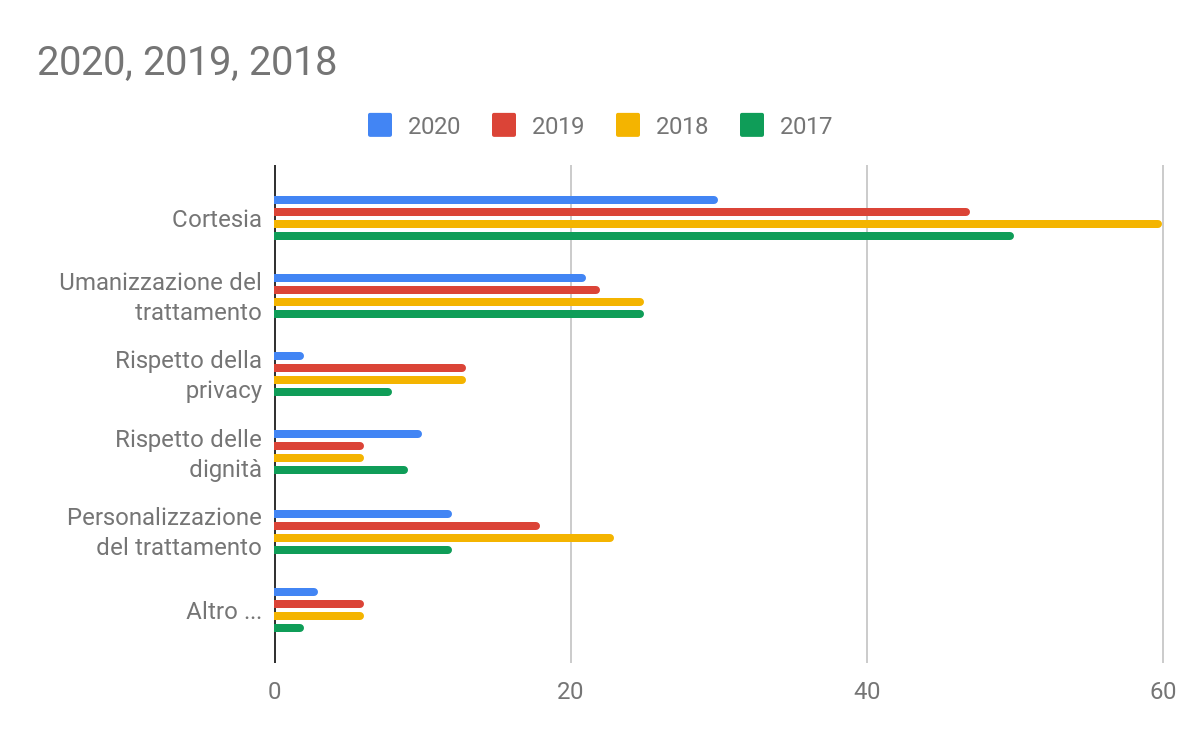 2020, 2019, 2018
2020 2019 2018 2017
Cortesia
Umanizzazione del
trattamento
Rispetto della
privacy
Rispetto delle
dignità
Personalizzazione
del trattamento
Altro ...
0 20 40 60